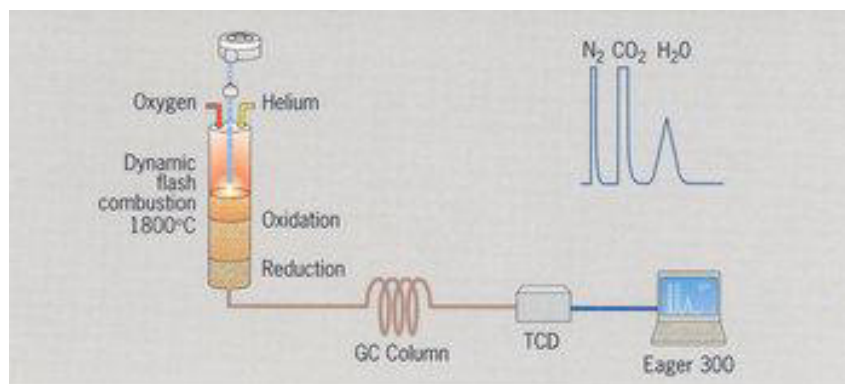 N₂ CO₂ H₂O
Oxygen
Helium
Dynamic
flash
combustion
1800°C
Oxidation
Reduction
GC Column
TCD
Eager 300